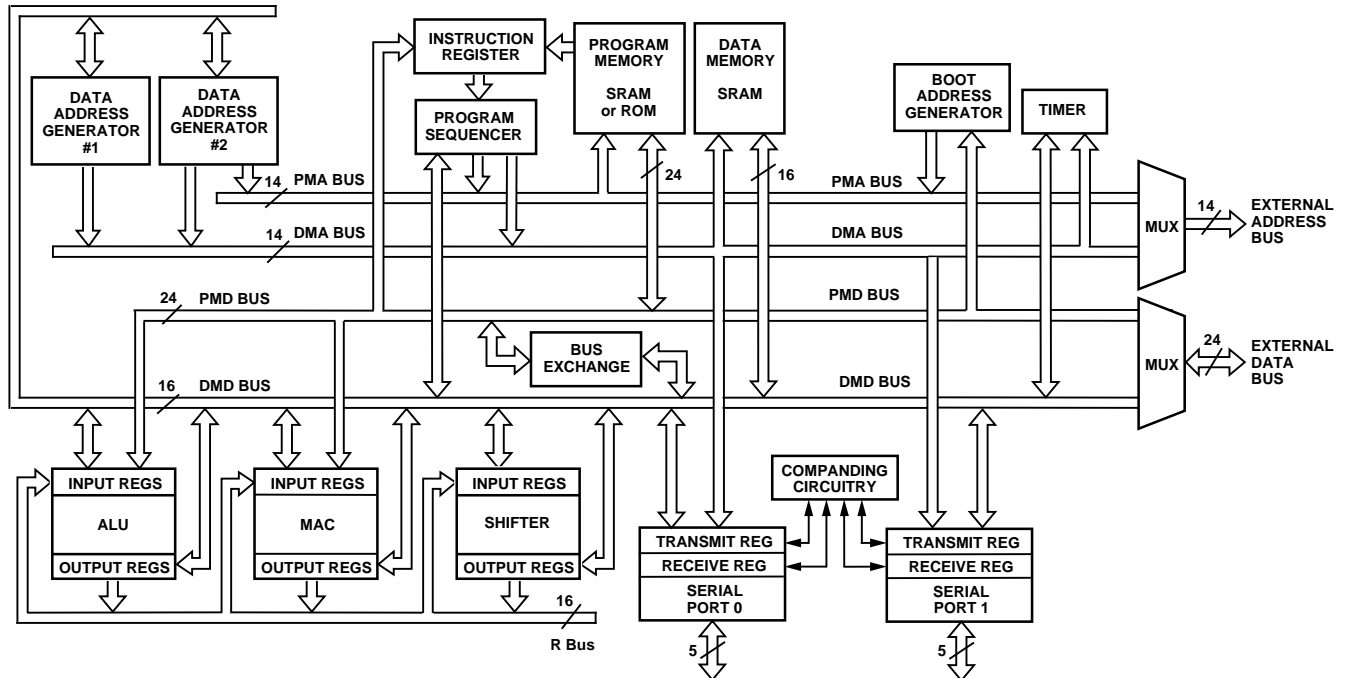 INSTRUCTION
REGISTER
PROGRAM
MEMORY
SRAM
or ROM
DATA
MEMORY
SRAM
BOOT
ADDRESS
GENERATOR
TIMER
DATA
ADDRESS
GENERATOR
#1
DATA
ADDRESS
GENERATOR
#2
PROGRAM
SEQUENCER
14
PMA BUS
24
16
PMA BUS
14
DMA BUS
DMA BUS
MUX
14
EXTERNAL
ADDRESS
BUS
24
PMD BUS
PMD BUS
BUS
EXCHANGE
MUX
24
EXTERNAL
DATA
BUS
16
DMD BUS
DMD BUS
INPUT REGS
ALU
OUTPUT REGS
INPUT REGS
MAC
OUTPUT REGS
INPUT REGS
SHIFTER
OUTPUT REGS
16
R Bus
COMPANDING
CIRCUITRY
TRANSMIT REG
RECEIVE REG
SERIAL
PORT 0
5
TRANSMIT REG
RECEIVE REG
SERIAL
PORT 1
5